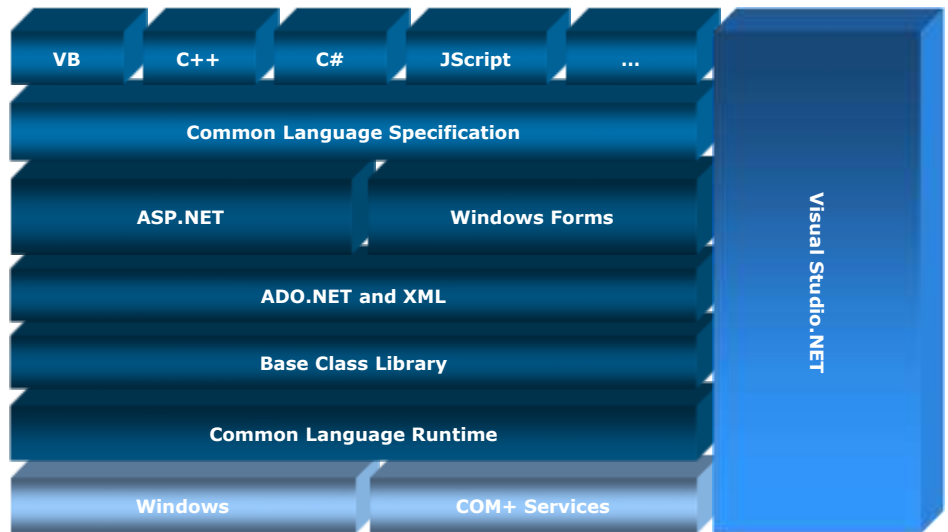 VB
C++
C#
JScript
...
Common Language Specification
ASP.NET
Windows Forms
ADO.NET and XML
Base Class Library
Common Language Runtime
Windows
COM+ Services
Visual Studio.NET